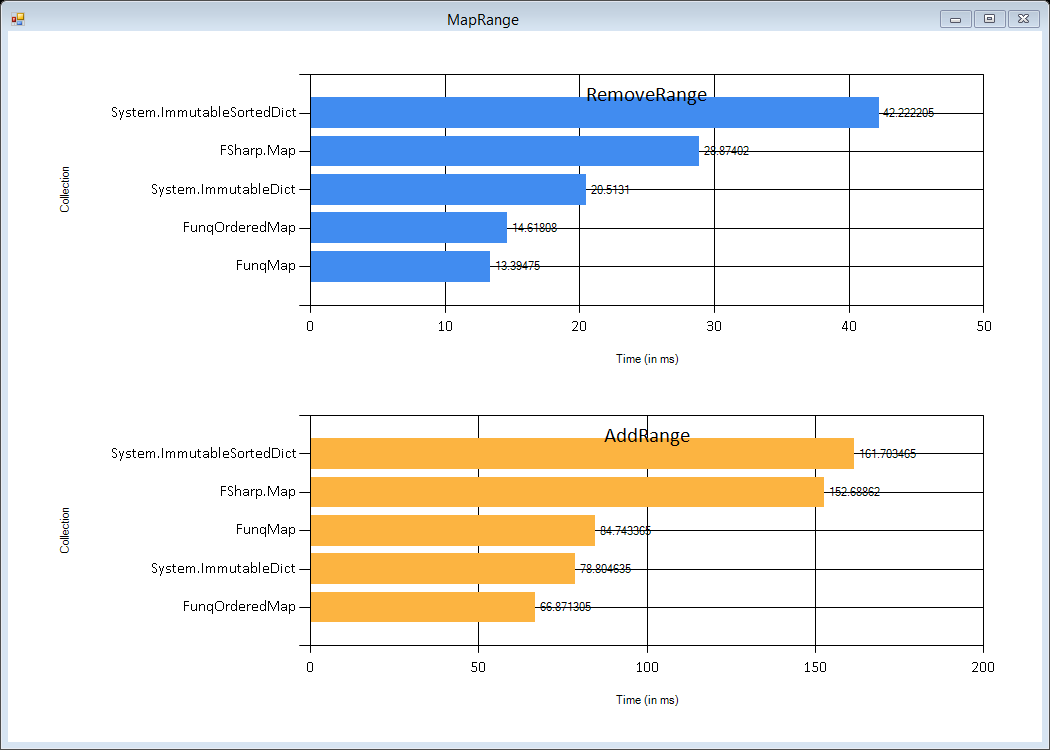 MapRange
RemoveRange
System.ImmutableSortedDict 42.222205
FSharp.Map 28.87402
System.ImmutableDict 20.5131
FunqOrderedMap 14.61808
FunqMap 13.39475
Collection
0 10 20 30 40 50
Time (in ms)
AddRange
System.ImmutableSortedDict 161.703465
FSharp.Map 152.68862
FunqMap 84.743365
System.ImmutableDict 78.804635
FunqOrderedMap 66.871305
Collection
0 50 100 150 200
Time (in ms)